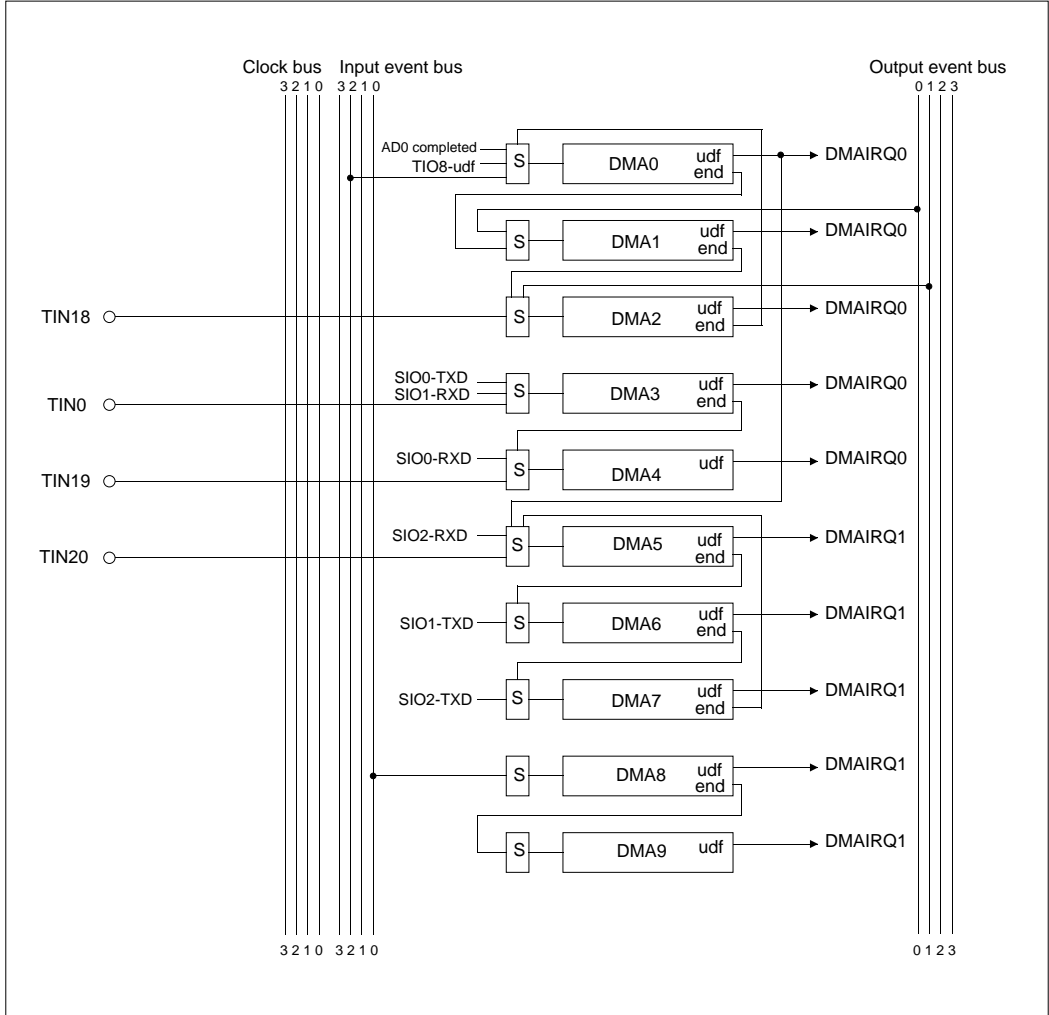 Clock bus Input event bus Output event bus
3 2 1 0 3 2 1 0 0 1 2 3
AD0 completed
TIO8-udf
S DMA0 udf end DMAIRQ0
S DMA1 udf end DMAIRQ0
TIN18 S DMA2 udf end DMAIRQ0
SIO0-TXD
SIO1-RXD
TIN0 S DMA3 udf end DMAIRQ0
SIO0-RXD
TIN19 S DMA4 udf DMAIRQ0
SIO2-RXD
TIN20 S DMA5 udf end DMAIRQ1
SIO1-TXD S DMA6 udf end DMAIRQ1
SIO2-TXD S DMA7 udf end DMAIRQ1
S DMA8 udf end DMAIRQ1
S DMA9 udf DMAIRQ1
3 2 1 0 3 2 1 0 0 1 2 3